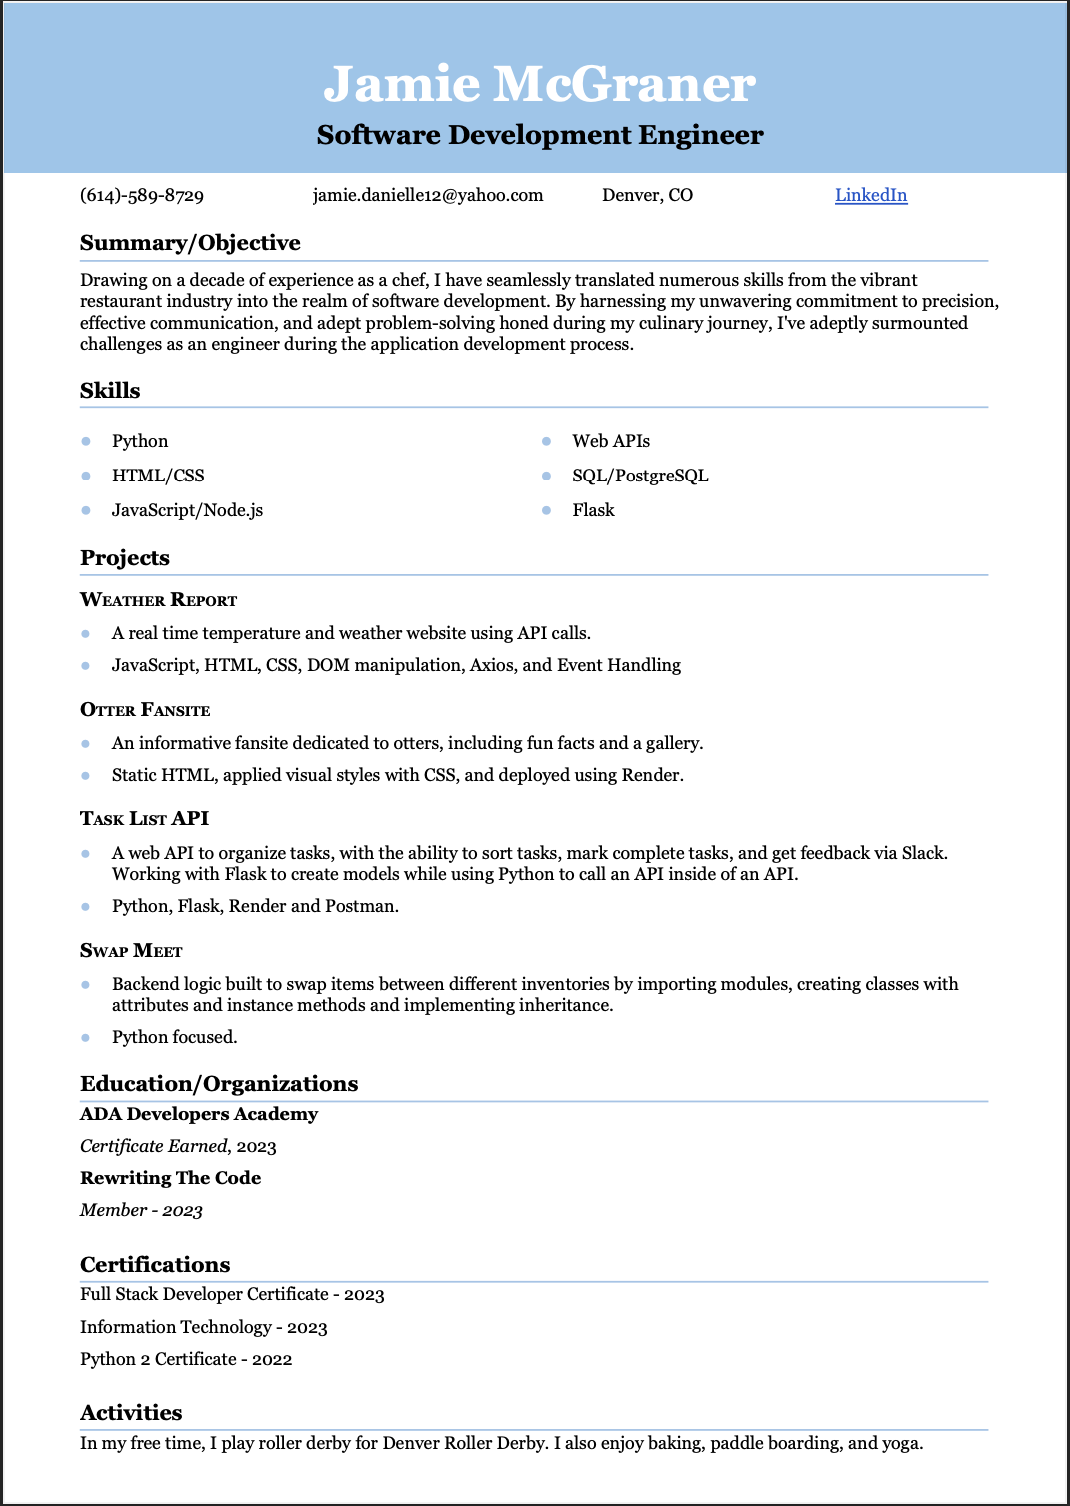 Jamie McGraner
Software Development Engineer
(614)-589-8729 jamie.danielle12@yahoo.com Denver, CO LinkedIn
Summary/Objective
Drawing on a decade of experience as a chef, I have seamlessly translated numerous skills from the vibrant
restaurant industry into the realm of software development. By harnessing my unwavering commitment to precision,
effective communication, and adept problem-solving honed during my culinary journey, I've adeptly surmounted
challenges as an engineer during the application development process.
Skills
● Python
● HTML/CSS
● JavaScript/Node.js
● Web APIs
● SQL/PostgreSQL
● Flask
Projects
Weather Report
● A real time temperature and weather website using API calls.
● JavaScript, HTML, CSS, DOM manipulation, Axios, and Event Handling
Otter Fansite
● An informative fansite dedicated to otters, including fun facts and a gallery.
● Static HTML, applied visual styles with CSS, and deployed using Render.
Task List API
● A web API to organize tasks, with the ability to sort tasks, mark complete tasks, and get feedback via Slack.
Working with Flask to create models while using Python to call an API inside of an API.
● Python, Flask, Render and Postman.
Swap Meet
● Backend logic built to swap items between different inventories by importing modules, creating classes with
attributes and instance methods and implementing inheritance.
● Python focused.
Education/Organizations
ADA Developers Academy
Certificate Earned, 2023
Rewriting The Code
Member - 2023
Certifications
Full Stack Developer Certificate - 2023
Information Technology - 2023
Python 2 Certificate - 2022
Activities
In my free time, I play roller derby for Denver Roller Derby. I also enjoy baking, paddle boarding, and yoga.